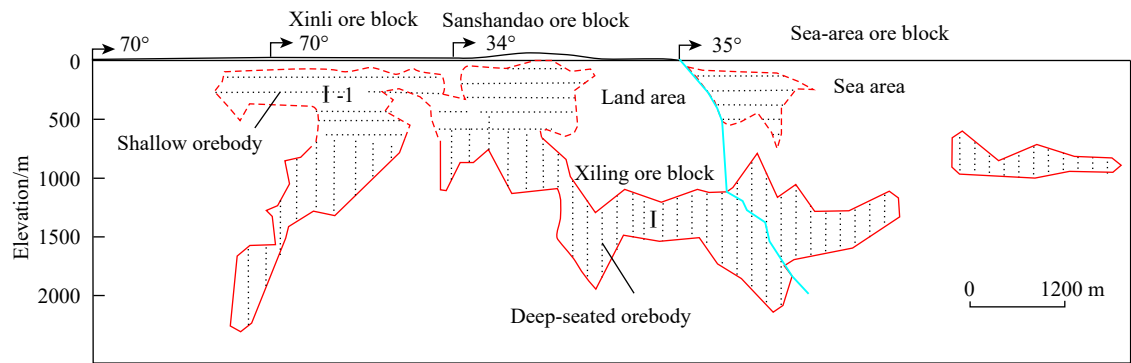 Xinli ore block
Sanshandao ore block
Sea-area ore block
70°
70°
34°
35°
0
500
1000
1500
2000
Elevation/m
I -1
Shallow orebody
Land area
Sea area
Xiling ore block
I
Deep-seated orebody
0 1200 m